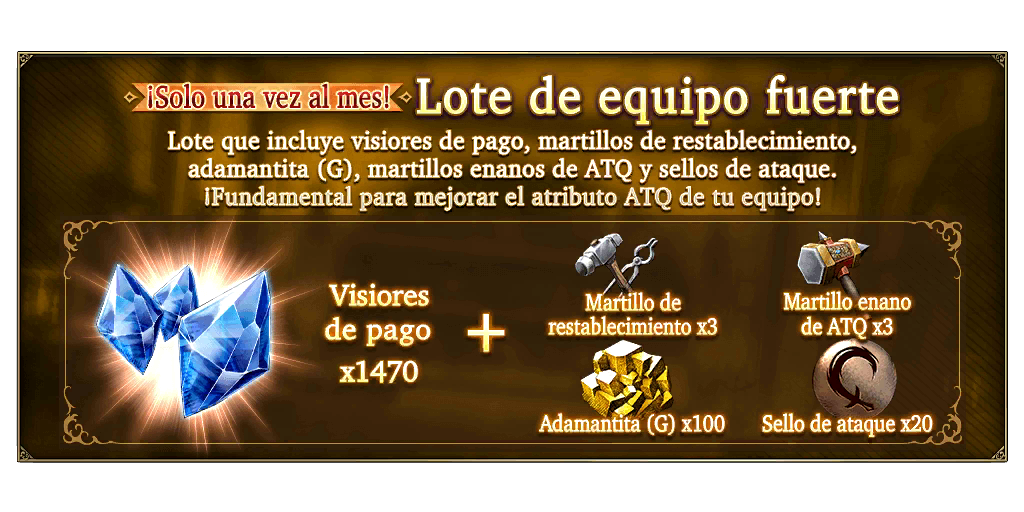 ¡Solo una vez al mes! Lote de equipo fuerte
Lote que incluye visiores de pago, martillos de restablecimiento,
adamantita (G), martillos enanos de ATQ y sellos de ataque.
¡Fundamental para mejorar el atributo ATQ de tu equipo!
Visiores
de pago
x1470
+
Martillo de
restablecimiento x3
Martillo enano
de ATQ x3
Adamantita (G) x100
Sello de ataque x20